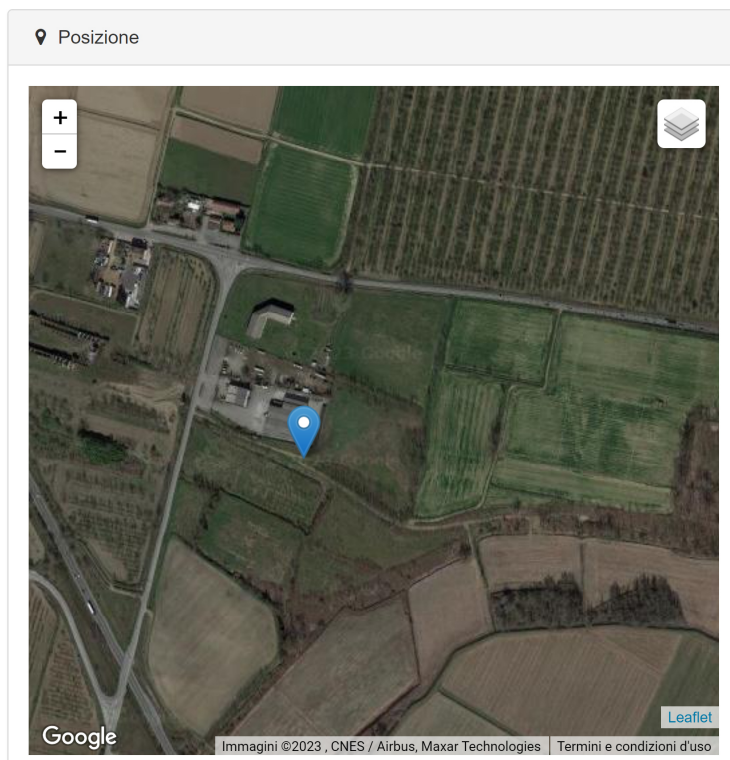 Posizione
+
−
Google
Leaflet
Immagini ©2023 , CNES / Airbus, Maxar Technologies
Termini e condizioni d'uso